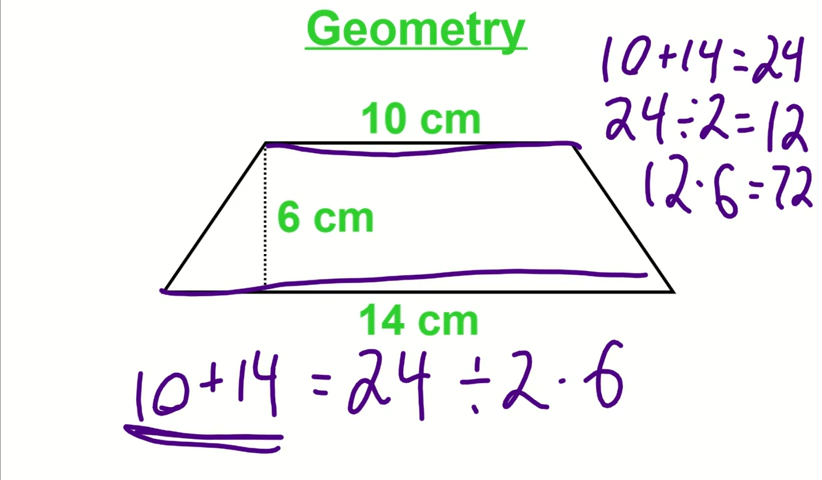 Geometry
10 + 14 = 24
24 ÷ 2 = 12
12 · 6 = 72
10 cm
6 cm
14 cm
10 + 14 = 24 ÷ 2 · 6